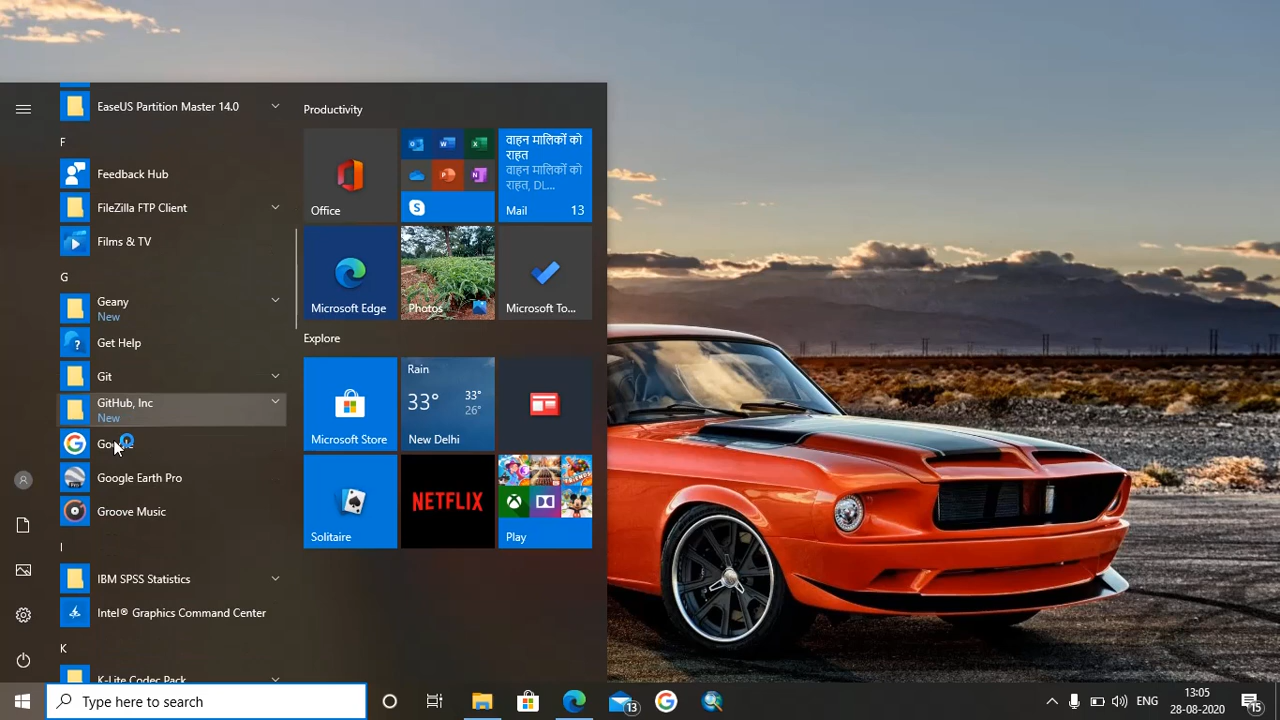 EaseUS Partition Master 14.0
F
Feedback Hub
FileZilla FTP Client
Films & TV
G
Geany
New
Get Help
Git
GitHub, Inc
New
Google
Google Earth Pro
Pro
Groove Music
I
IBM SPSS Statistics
Intel® Graphics Command Center
K
K-Lite Codec Pack
Productivity
Office
वाहन मालिकों को
राहत
वाहन मालिकों को
राहत, DL...
Mail 13
Microsoft Edge
Photos
Microsoft To...
Explore
Microsoft Store
Rain
33°
33°
26°
New Delhi
Solitaire
NETFLIX
Play
Type here to search
13
ENG
13:05
28-08-2020
15